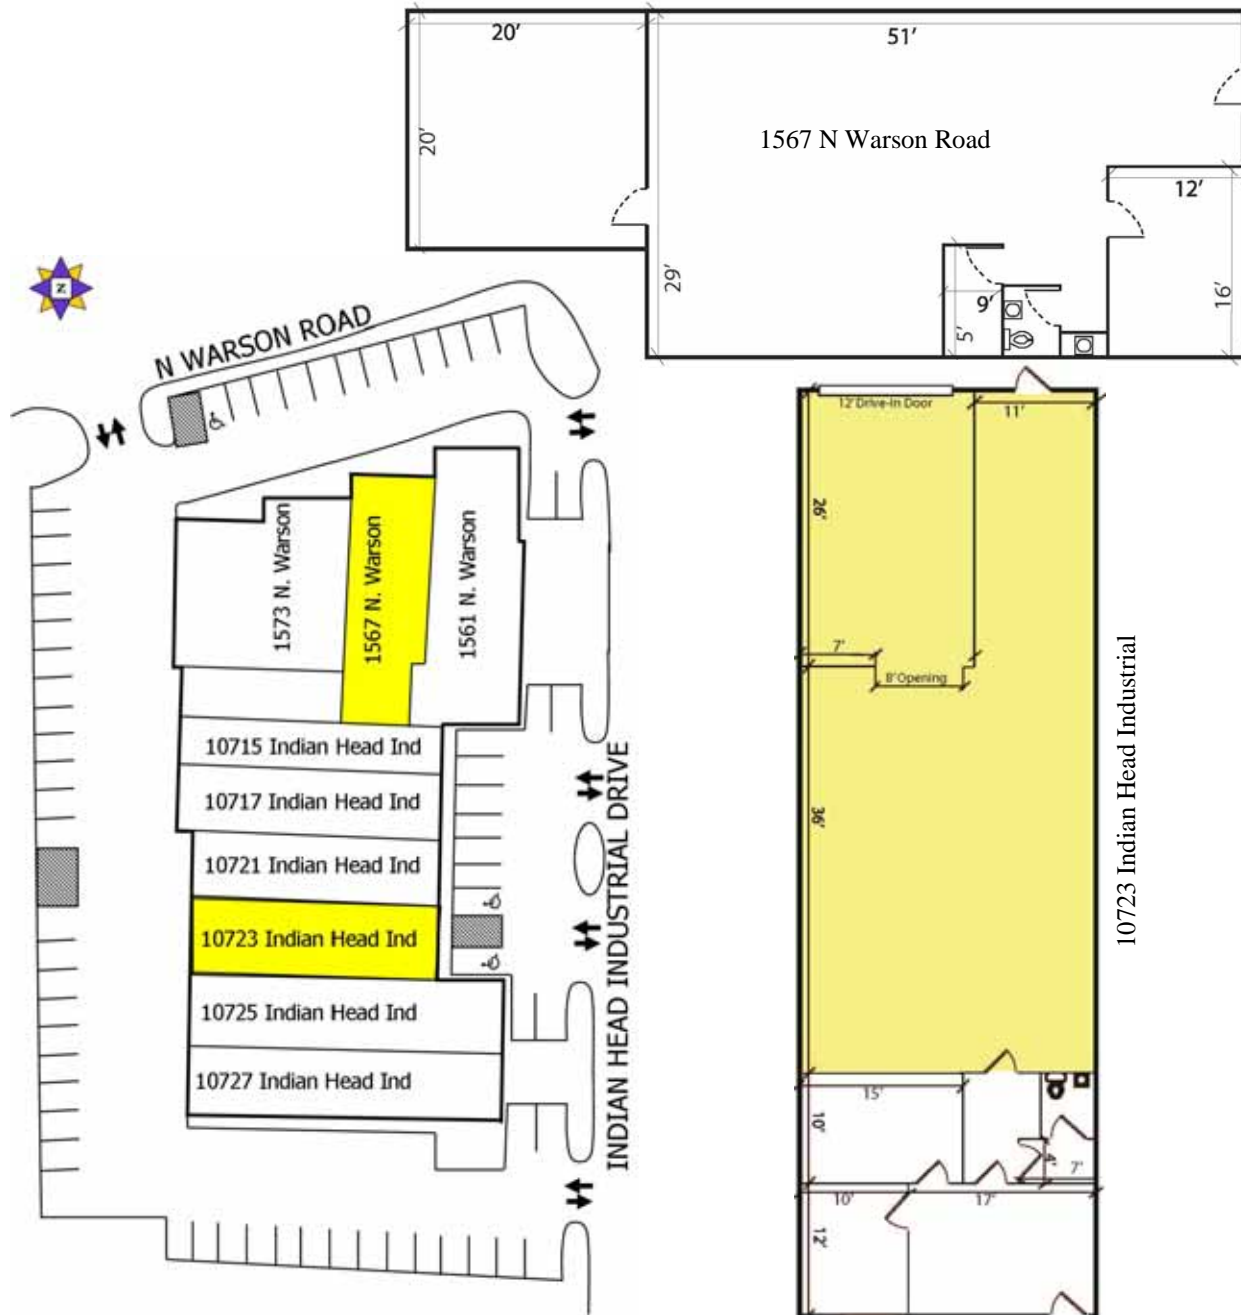 20'
51'
20'
1567 N Warson Road
12'
29'
9'
5'
16'
N
N WARSON ROAD
1573 N. Warson
1567 N. Warson
1561 N. Warson
10715 Indian Head Ind
10717 Indian Head Ind
10721 Indian Head Ind
10723 Indian Head Ind
10725 Indian Head Ind
10727 Indian Head Ind
INDIAN HEAD INDUSTRIAL DRIVE
12' Drive-In Door
11'
26'
7'
8' Opening
36'
15'
10'
4'
7'
10'
17'
12'
10723 Indian Head Industrial